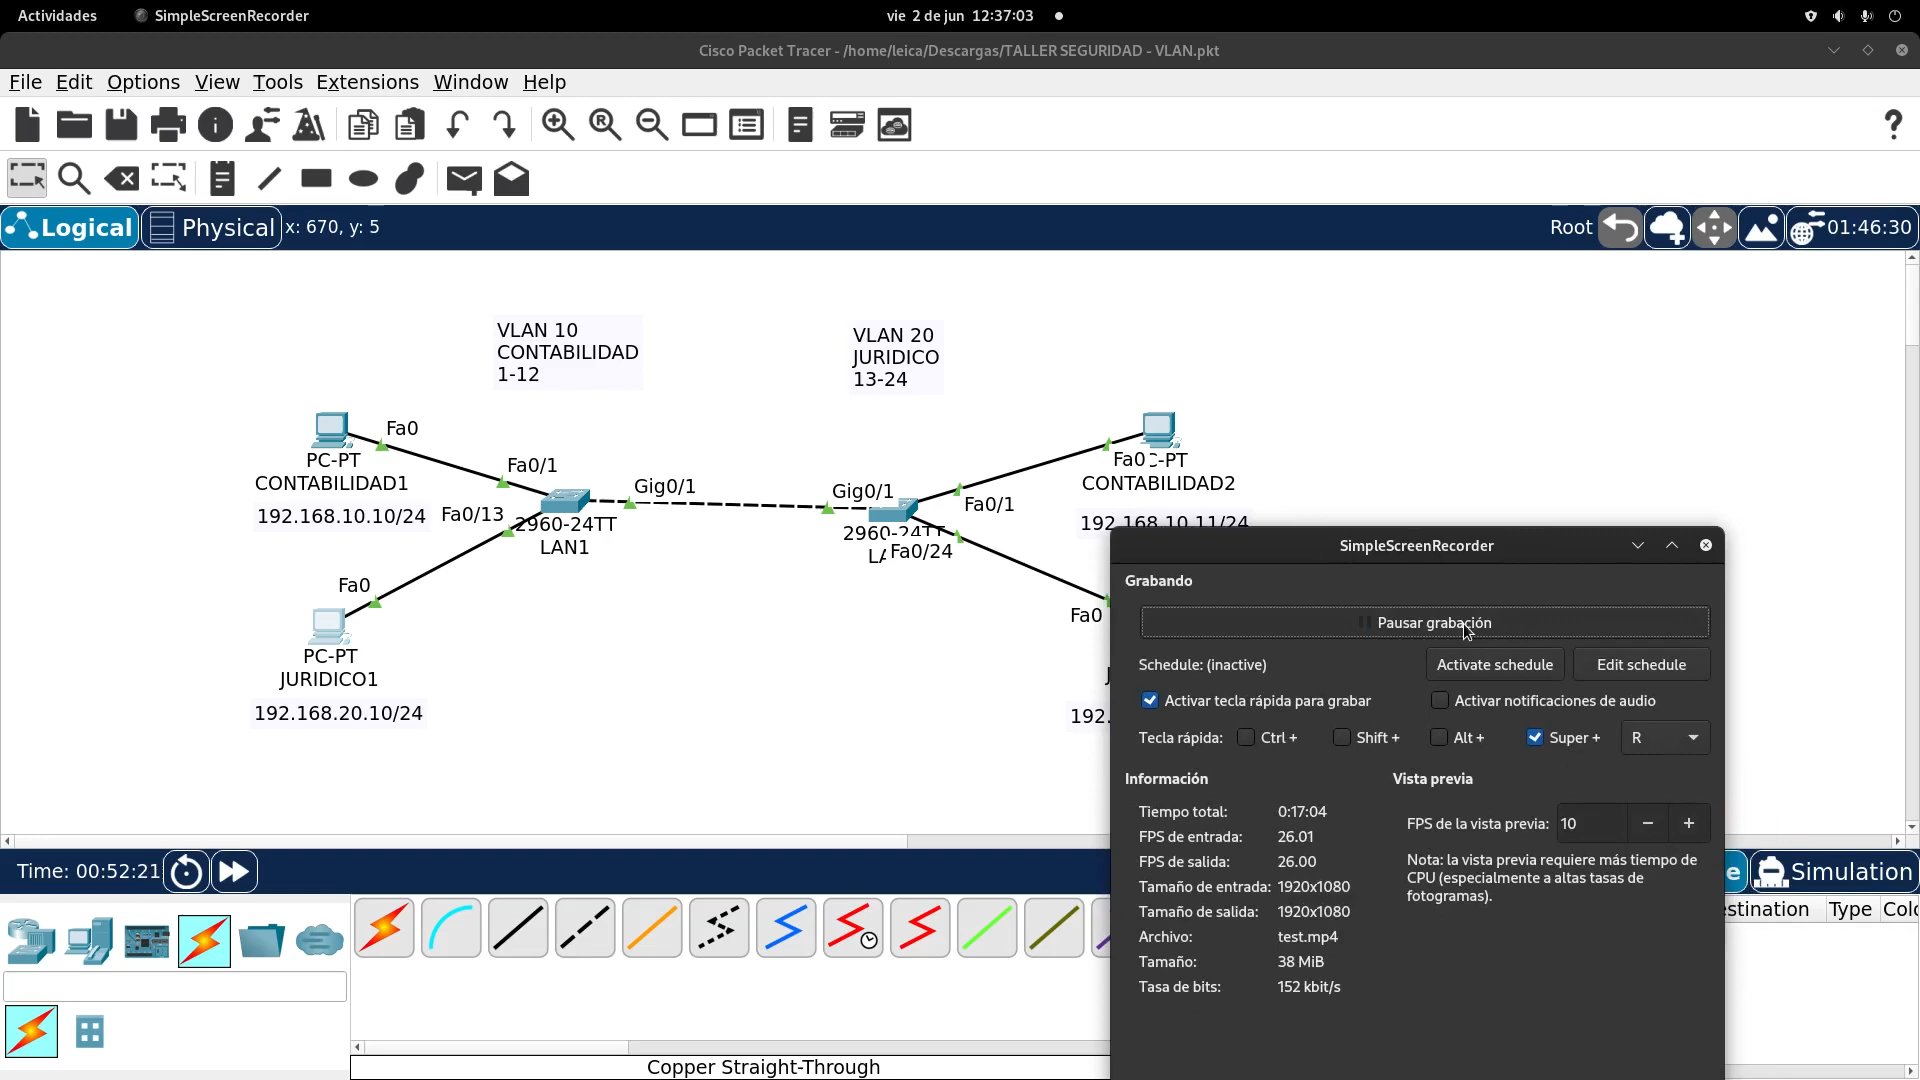 Actividades
SimpleScreenRecorder
vie 2 de jun 12:37:03
Cisco Packet Tracer - /home/leica/Descargas/TALLER SEGURIDAD - VLAN.pkt
File Edit Options View Tools Extensions Window Help
Logical
Physical
x: 670, y: 5
Root
01:46:30
VLAN 10
CONTABILIDAD
1-12
VLAN 20
JURIDICO
13-24
Fa0
PC-PT
CONTABILIDAD1
192.168.10.10/24
Fa0/1
Fa0/13
2960-24TT
LAN1
Gig0/1
Gig0/1
Fa0/1
Fa0/24
Fa0
C-PT
CONTABILIDAD2
192.168.10.11/24
Fa0
PC-PT
JURIDICO1
192.168.20.10/24
Fa0
192.
SimpleScreenRecorder
Grabando
Pausar grabación
Schedule: (inactive)
Activate schedule
Edit schedule
Activar tecla rápida para grabar
Activar notificaciones de audio
Tecla rápida:
Ctrl +
Shift +
Alt +
Super +
R
Información
Tiempo total: 0:17:04
FPS de entrada: 26.01
FPS de salida: 26.00
Tamaño de entrada: 1920x1080
Tamaño de salida: 1920x1080
Archivo: test.mp4
Tamaño: 38 MiB
Tasa de bits: 152 kbit/s
Vista previa
FPS de la vista previa: 10
Nota: la vista previa requiere más tiempo de
CPU (especialmente a altas tasas de
fotogramas).
Time: 00:52:21
e
Simulation
stination
Type
Colo
Copper Straight-Through